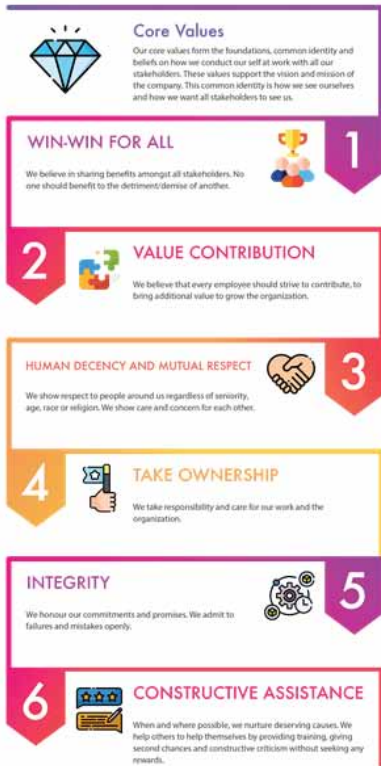 Core Values
Our core values form the foundations, common identity and
beliefs on how we conduct our self at work with all our
stakeholders. These values support the vision and mission of
the company. This common identity is how we see ourselves
and how we want all stakeholders to see us.
WIN-WIN FOR ALL
1
We believe in sharing benefits amongst all stakeholders. No
one should benefit to the detriment/demise of another.
2
VALUE CONTRIBUTION
We believe that every employee should strive to contribute, to
bring additional value to grow the organization.
HUMAN DECENCY AND MUTUAL RESPECT
3
We show respect to people around us regardless of seniority,
age, race or religion. We show care and concern for each other.
4
TAKE OWNERSHIP
We take responsibility and care for our work and the
organization.
INTEGRITY
5
We honour our commitments and promises. We admit to
failures and mistakes openly.
6
CONSTRUCTIVE ASSISTANCE
When and where possible, we nurture deserving causes. We
help others to help themselves by providing training, giving
second chances and constructive criticism without seeking any
rewards.